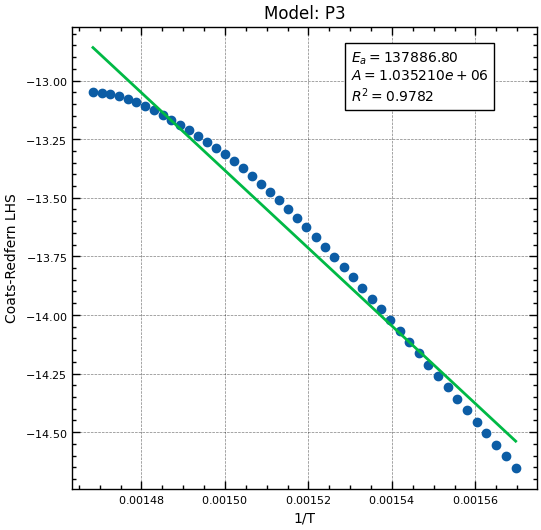 Model: P3
E_a = 137886.80
A = 1.035210e + 06
R^2 = 0.9782
−13.00
−13.25
−13.50
−13.75
−14.00
−14.25
−14.50
Coats-Redfern LHS
0.00148 0.00150 0.00152 0.00154 0.00156
1/T